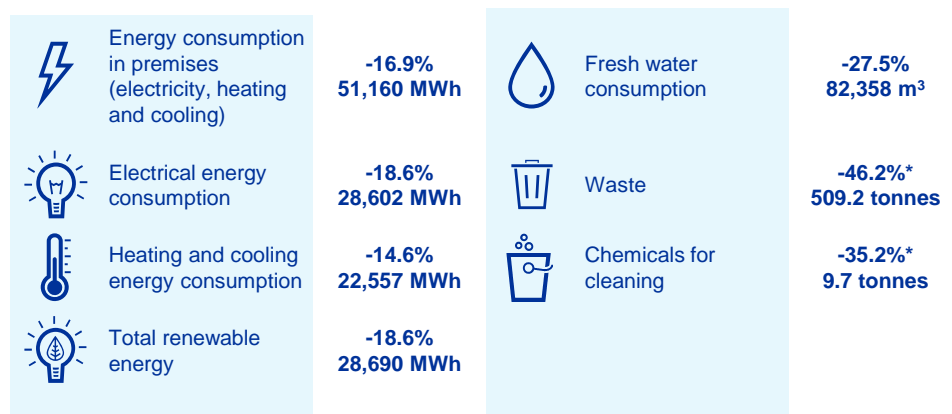 Energy consumption
in premises
(electricity, heating
and cooling)
-16.9%
51,160 MWh
Electrical energy
consumption
-18.6%
28,602 MWh
Heating and cooling
energy consumption
-14.6%
22,557 MWh
Total renewable
energy
-18.6%
28,690 MWh
Fresh water
consumption
-27.5%
82,358 m³
Waste
-46.2%*
509.2 tonnes
Chemicals for
cleaning
-35.2%*
9.7 tonnes